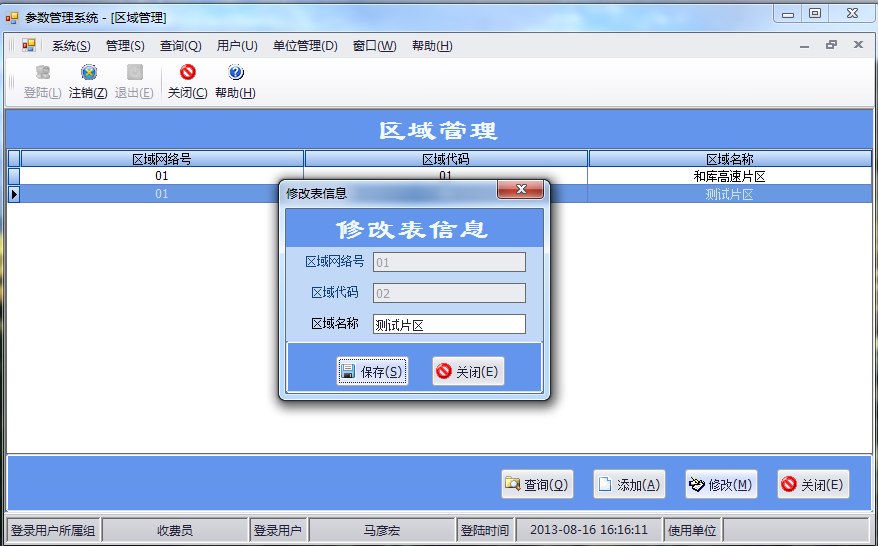 参数管理系统 - [区域管理]
系统(S) 管理(S) 查询(Q) 用户(U) 单位管理(D) 窗口(W) 帮助(H)
登陆(L) 注销(Z) 退出(E) 关闭(C) 帮助(H)
区域管理
区域网络号 区域代码 区域名称
01 01 和库高速片区
01 测试片区
修改表信息
修改表信息
区域网络号 01
区域代码 02
区域名称 测试片区
保存(S) 关闭(E)
查询(Q) 添加(A) 修改(M) 关闭(E)
登录用户所属组 收费员 登录用户 马彦宏 登陆时间 2013-08-16 16:16:11 使用单位